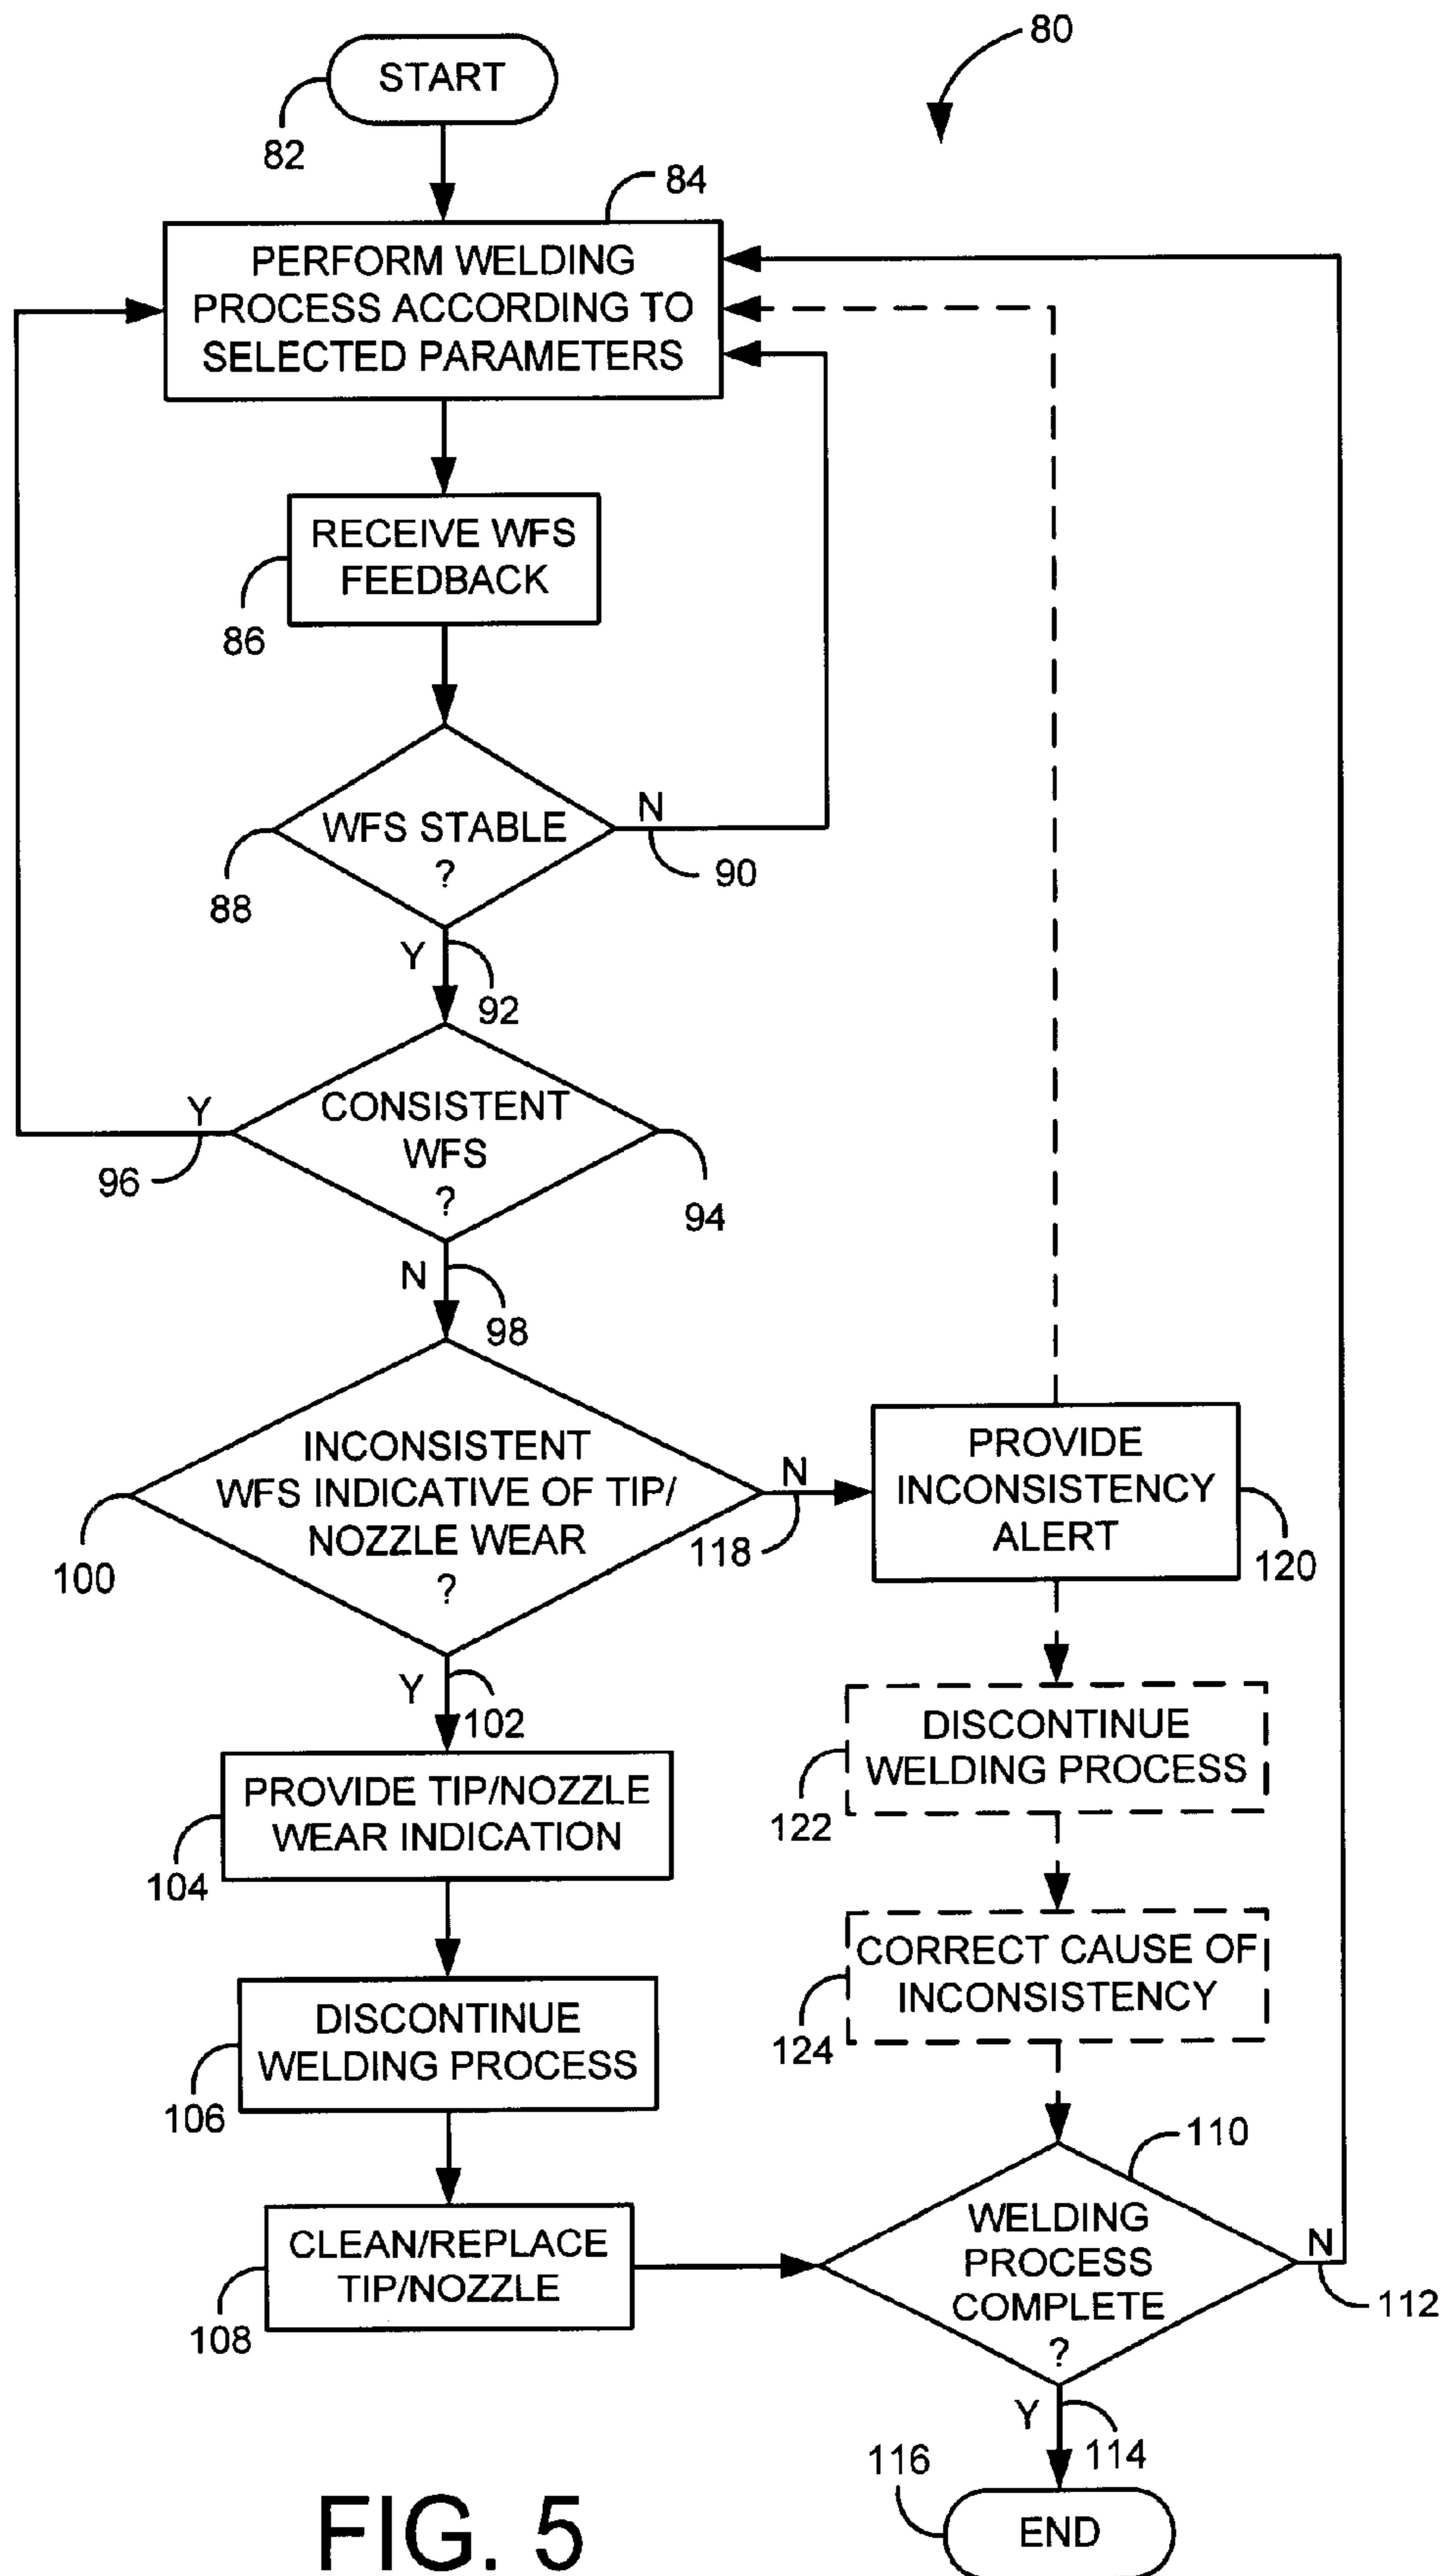 80
START
82
84
PERFORM WELDING
PROCESS ACCORDING TO
SELECTED PARAMETERS
RECEIVE WFS
FEEDBACK
86
WFS STABLE
?
N
88
90
Y
92
CONSISTENT
WFS
?
Y
96
94
N
98
INCONSISTENT
WFS INDICATIVE OF TIP/
NOZZLE WEAR
?
100
N
118
PROVIDE
INCONSISTENCY
ALERT
120
Y
102
DISCONTINUE
WELDING PROCESS
122
PROVIDE TIP/NOZZLE
WEAR INDICATION
104
CORRECT CAUSE OF
INCONSISTENCY
124
DISCONTINUE
WELDING PROCESS
106
110
CLEAN/REPLACE
TIP/NOZZLE
108
WELDING
PROCESS
COMPLETE
?
N
112
Y
114
116
END
FIG. 5